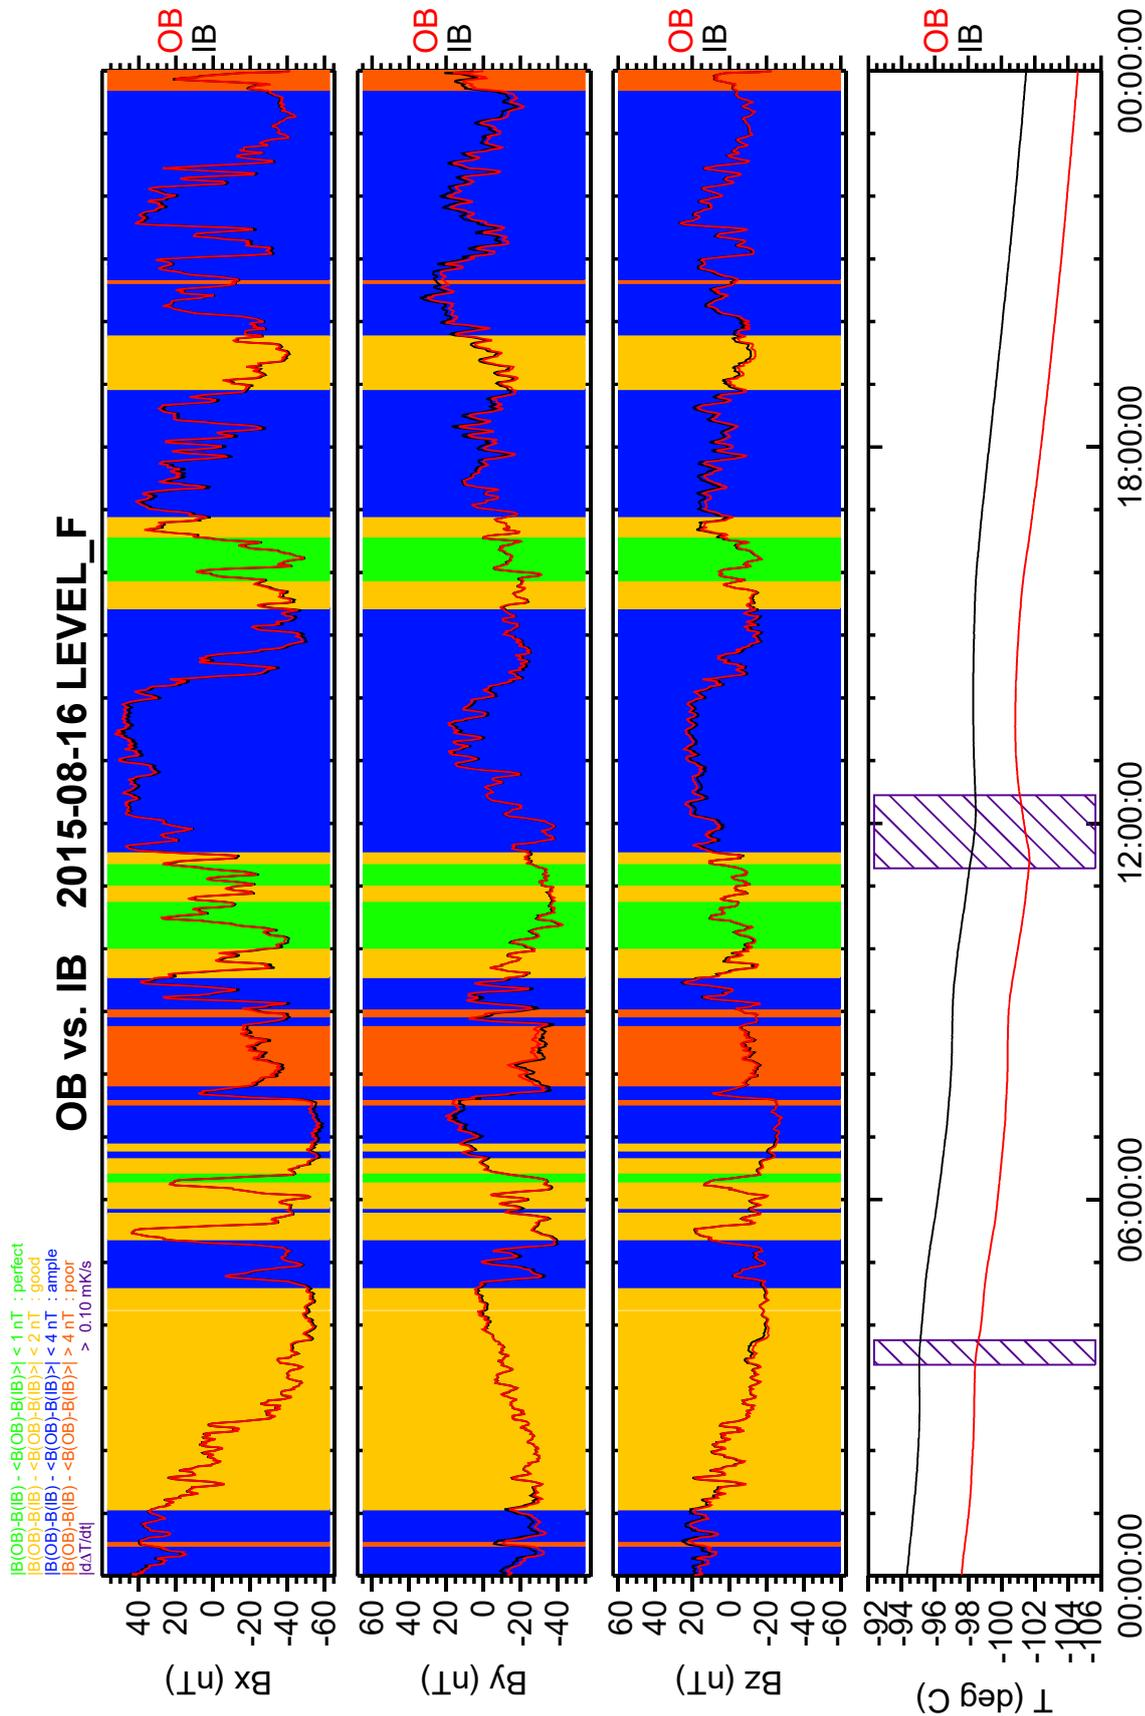 |B(OB)-B(IB) - <B(OB)-B(IB)>| < 1 nT : perfect
|B(OB)-B(IB) - <B(OB)-B(IB)>| < 2 nT : good
|B(OB)-B(IB) - <B(OB)-B(IB)>| < 4 nT : ample
|B(OB)-B(IB) - <B(OB)-B(IB)>| > 4 nT : poor
|dΔT/dt| > 0.10 mK/s
OB vs. IB 2015-08-16 LEVEL_F
Bx (nT)
40
20
0
-20
-40
-60
OB
IB
By (nT)
60
40
20
0
-20
-40
OB
IB
Bz (nT)
60
40
20
0
-20
-40
-60
OB
IB
T (deg C)
-92
-94
-96
-98
-100
-102
-104
-106
OB
IB
00:00:00
06:00:00
12:00:00
18:00:00
00:00:00